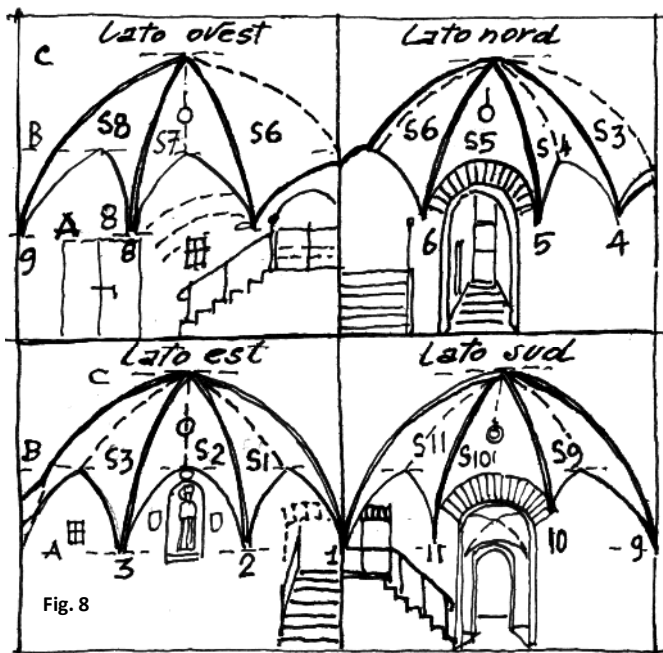 Lato ovest
C
B
S8
S7
S6
A
8
9
8
Lato nord
S6
S5
S4
S3
6
5
4
Lato est
C
B
S3
S2
S1
A
3
2
1
Lato sud
S11
S10
S9
11
10
9
Fig. 8